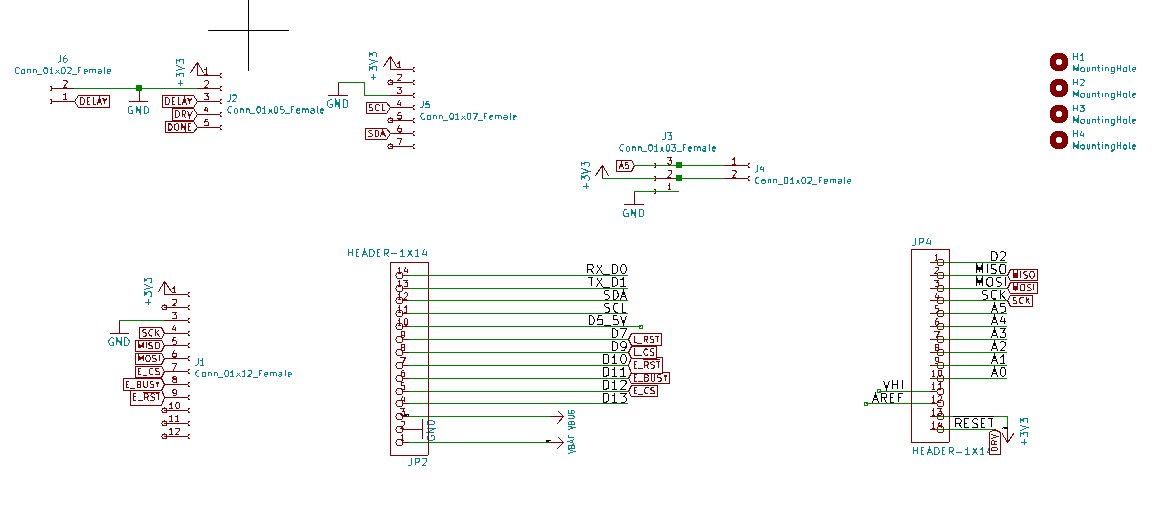 J6
Conn_01x02_Female
2
1
DELAY
GND
+3V3
1
2
DELAY 3
DRY 4
DONE 5
J2
Conn_01x05_Female
+3V3
GND
1
2
3
SCL 4
5
SDA 6
7
J5
Conn_01x07_Female
H1
MountingHole
H2
MountingHole
H3
MountingHole
H4
MountingHole
J3
Conn_01x03_Female
+3V3
A5
3
2
1
GND
1
2
J4
Conn_01x02_Female
+3V3
GND
1
2
3
SCK 4
MISO 5
MOSI 6
E_CS 7
E_BUSY 8
E_RST 9
10
11
12
J1
Conn_01x12_Female
HEADER-1X14
14 RX_D0
13 TX_D1
12 SDA
11 SCL
10 D5_5V
9 D7 L_RST
8 D9 L_CS
7 D10 E_RST
6 D11 E_BUSY
5 D12 E_CS
4 D13
3 VBUS
2 GND
1 VBAT
JP2
JP4
1 D2
2 MISO MISO
3 MOSI MOSI
4 SCK SCK
5 A5
6 A4
7 A3
8 A2
9 A1
10 A0
VHI 11
AREF 12
13
14 RESET
DRY
+3V3
HEADER-1X14